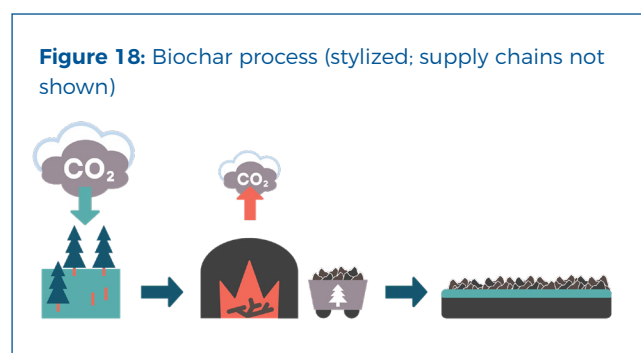 Figure 18: Biochar process (stylized; supply chains not
shown)
CO₂
CO₂